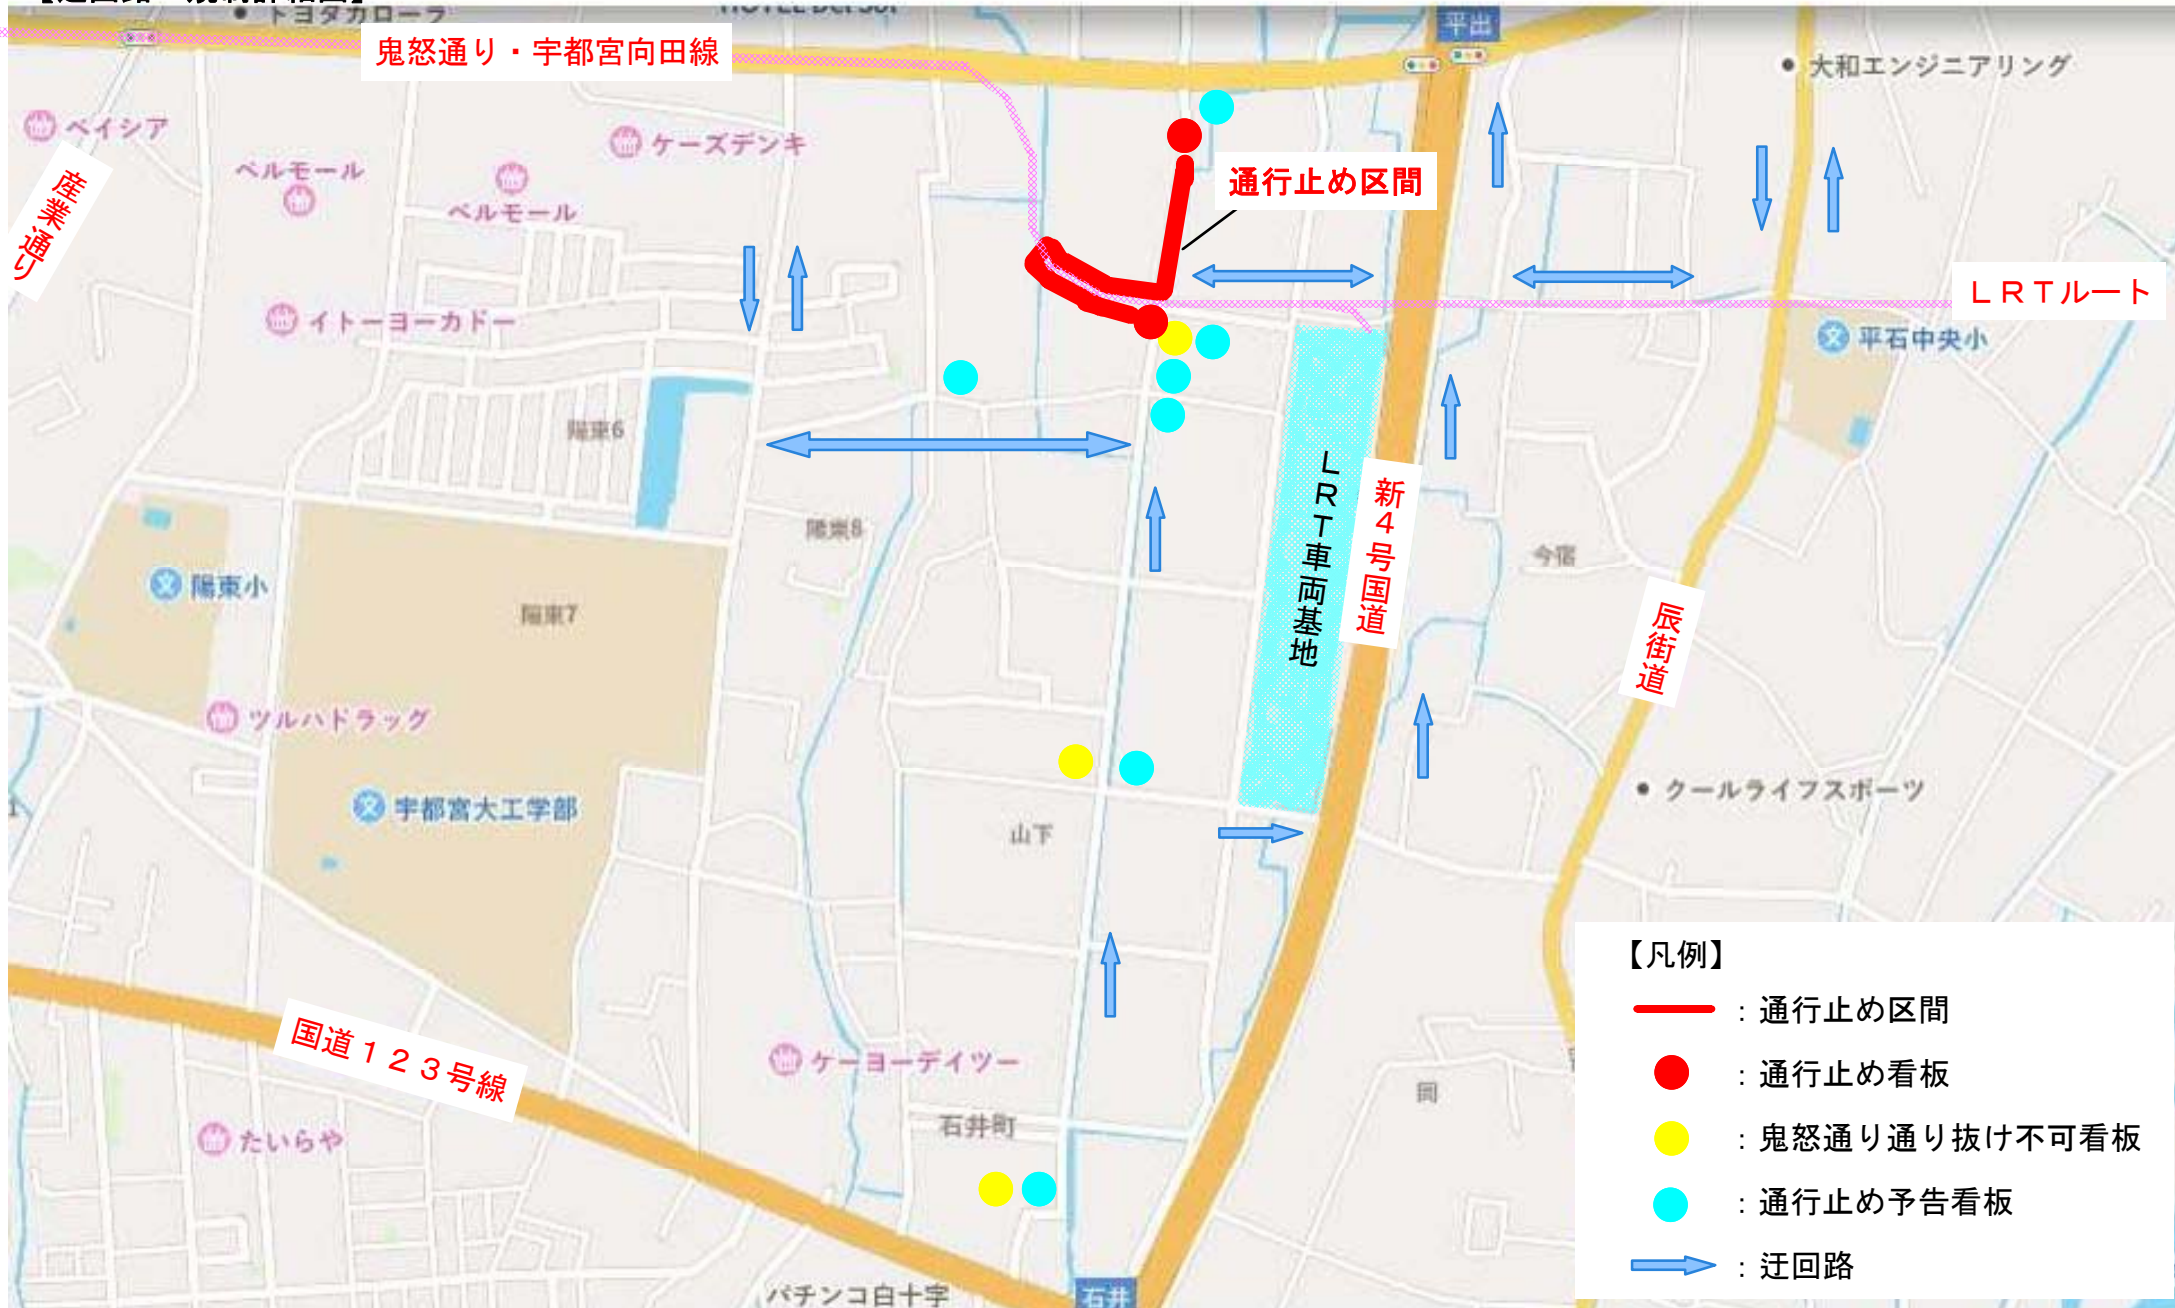 トヨタカローラ
鬼怒通り・宇都宮向田線
平出
大和エンジニアリング
ベイシア
ケーズデンキ
ベルモール
ベルモール
通行止め区間
産業通り
LRTルート
イトーヨーカドー
平石中央小
陽東6
LRT車両基地
新4号国道
陽東8
今宿
陽東小
陽東7
辰街道
ツルハドラッグ
宇都宮大工学部
クールライフスポーツ
山下
国道123号線
ケーヨーデイツー
石井町
たいらや
パチンコ白十字
石井
【凡例】
:通行止め区間
:通行止め看板
:鬼怒通り通り抜け不可看板
:通行止め予告看板
:迂回路